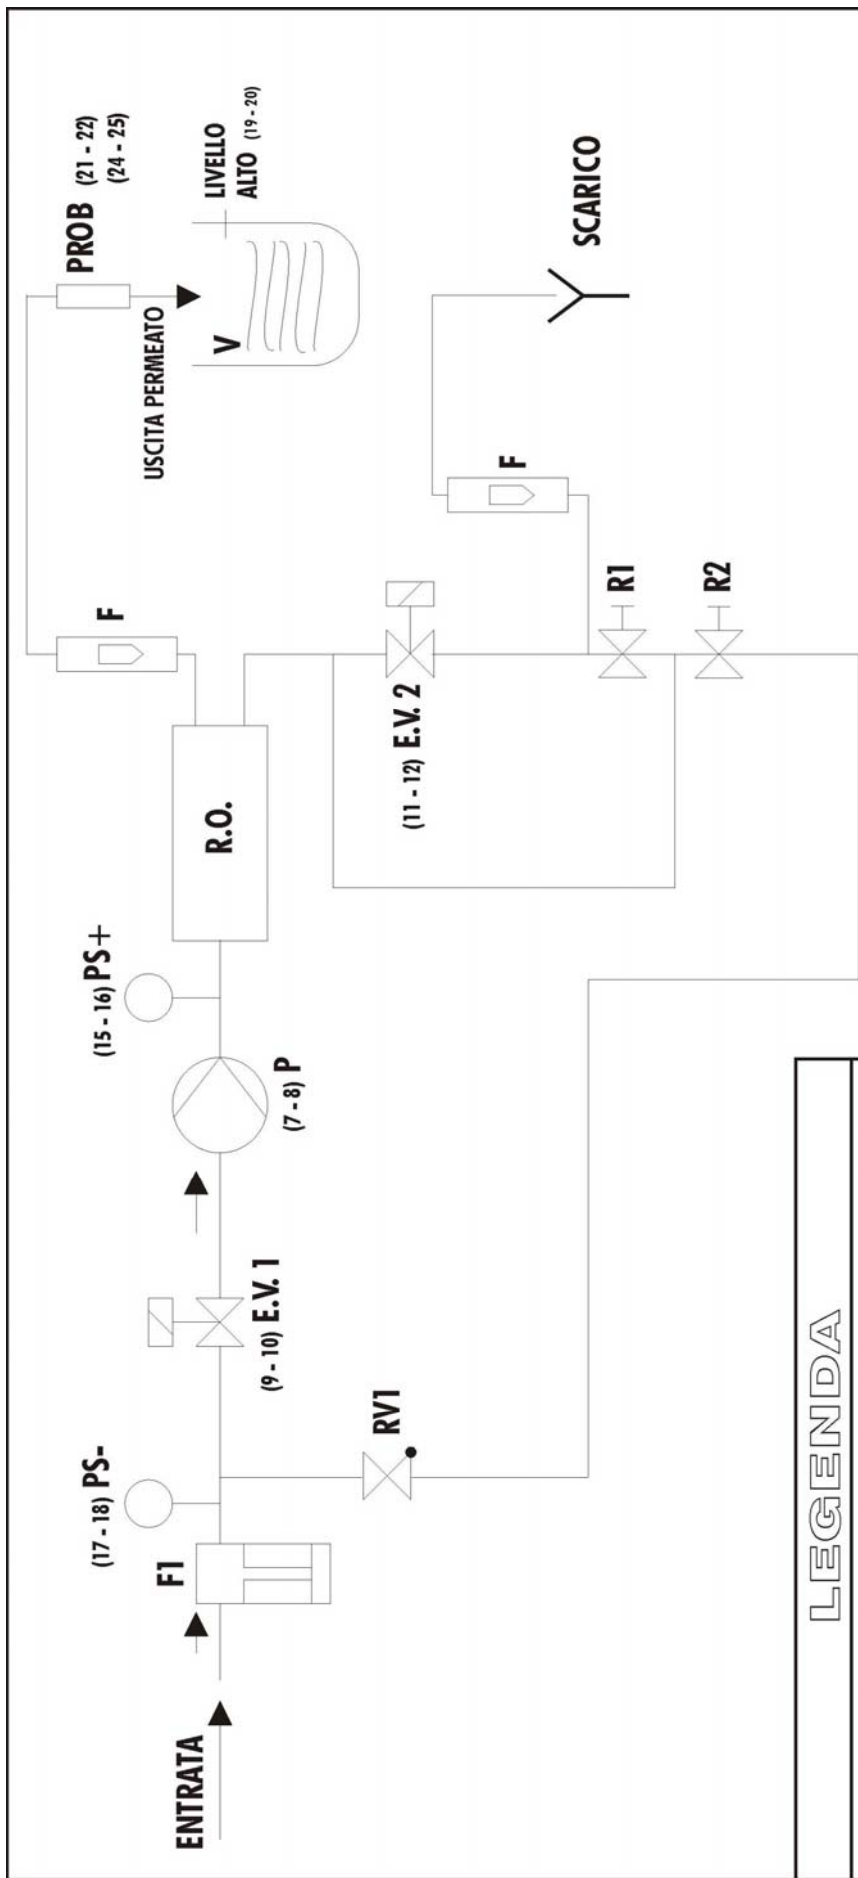 ENTRATA
F1
(17 - 18) PS-
RV1
(9 - 10) E.V. 1
(7 - 8) P
(15 - 16) PS+
R.O.
F
PROB (21 - 22)
(24 - 25)
USCITA PERMEATO
V
LIVELLO
ALTO (19 - 20)
(11 - 12) E.V. 2
F
SCARICO
R1
R2
LEGENDA